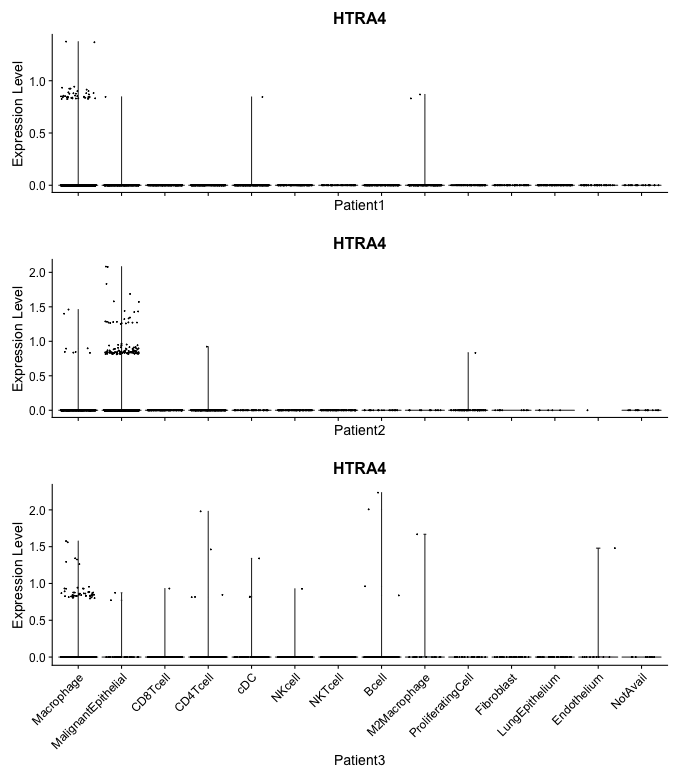 HTRA4
Expression Level
1.0
0.5
0.0
Patient1
HTRA4
Expression Level
2.0
1.5
1.0
0.5
0.0
Patient2
HTRA4
Expression Level
2.0
1.5
1.0
0.5
0.0
Macrophage
MalignantEpithelial
CD8Tcell
CD4Tcell
cDC
NKcell
NKTcell
Bcell
M2Macrophage
ProliferatingCell
Fibroblast
LungEpithelium
Endothelium
NotAvail
Patient3